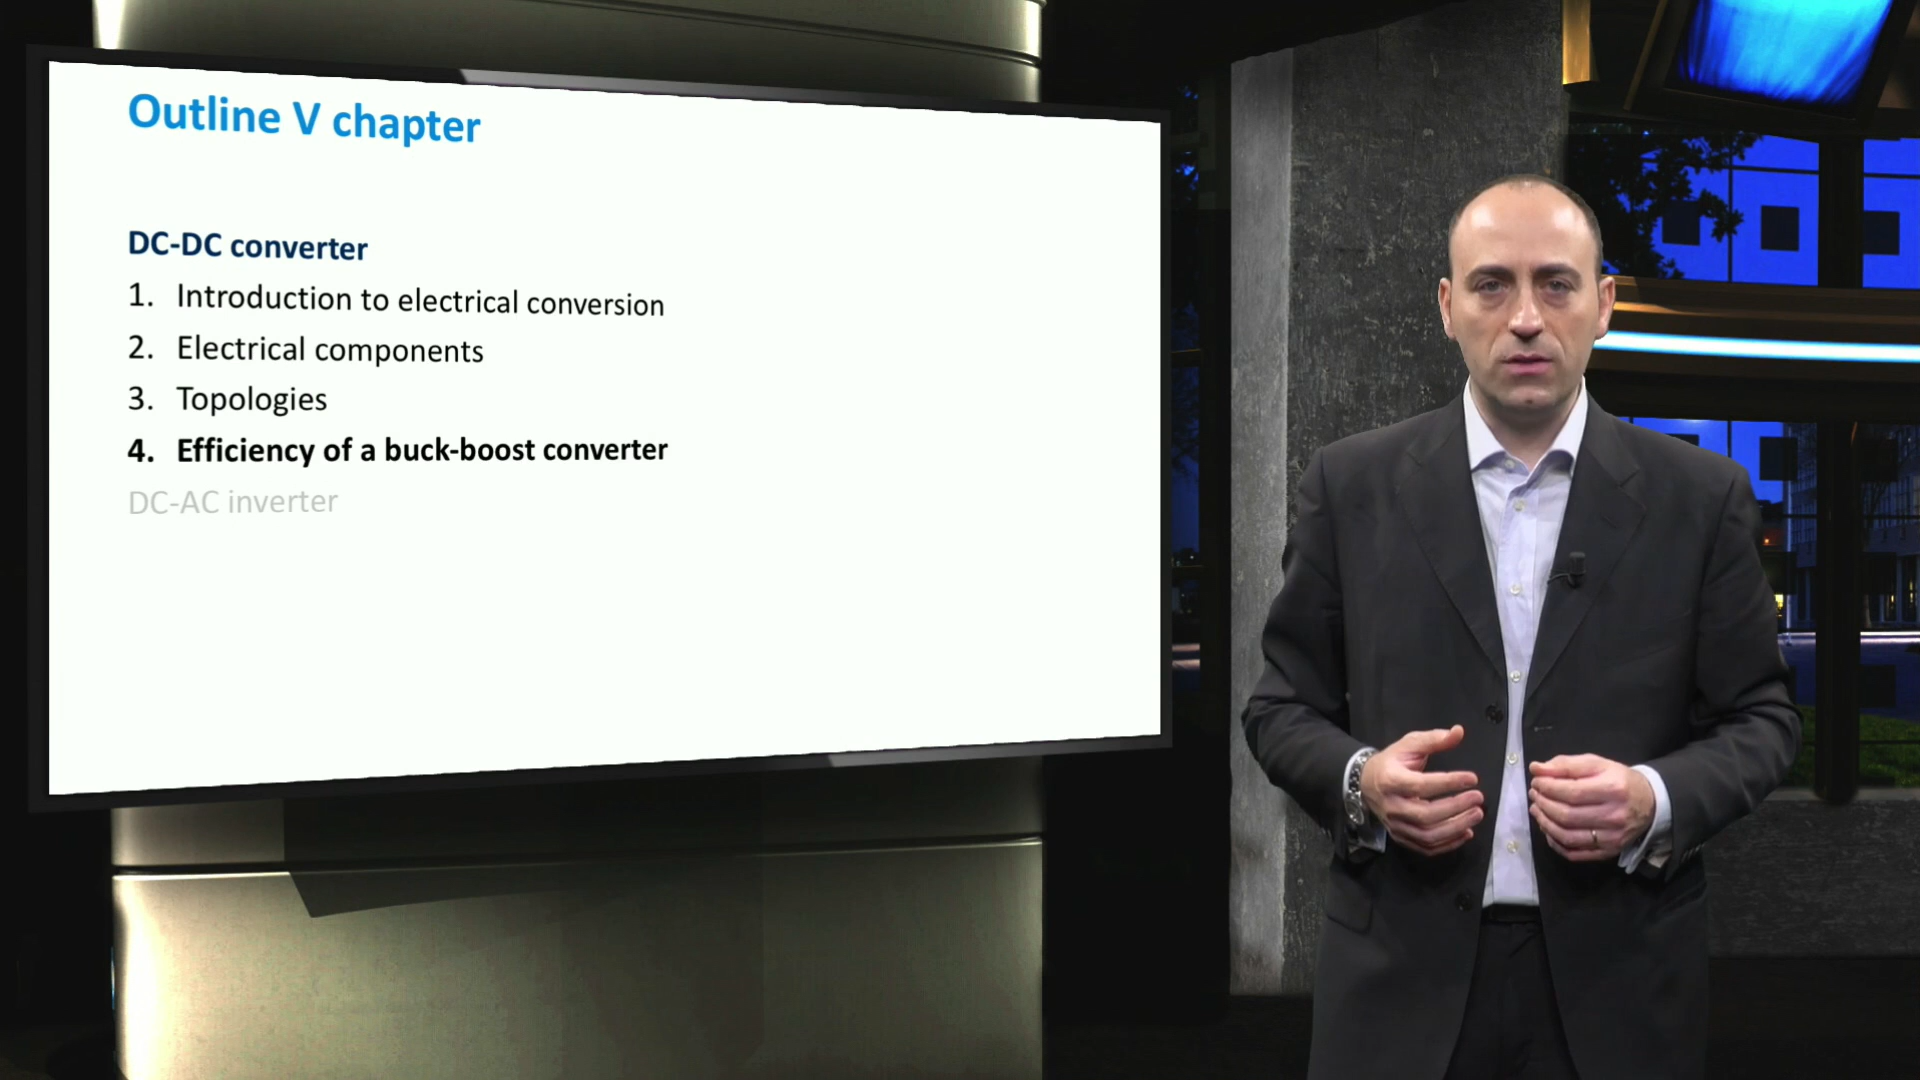 Outline V chapter
DC-DC converter
1. Introduction to electrical conversion
2. Electrical components
3. Topologies
4. Efficiency of a buck-boost converter
DC-AC inverter